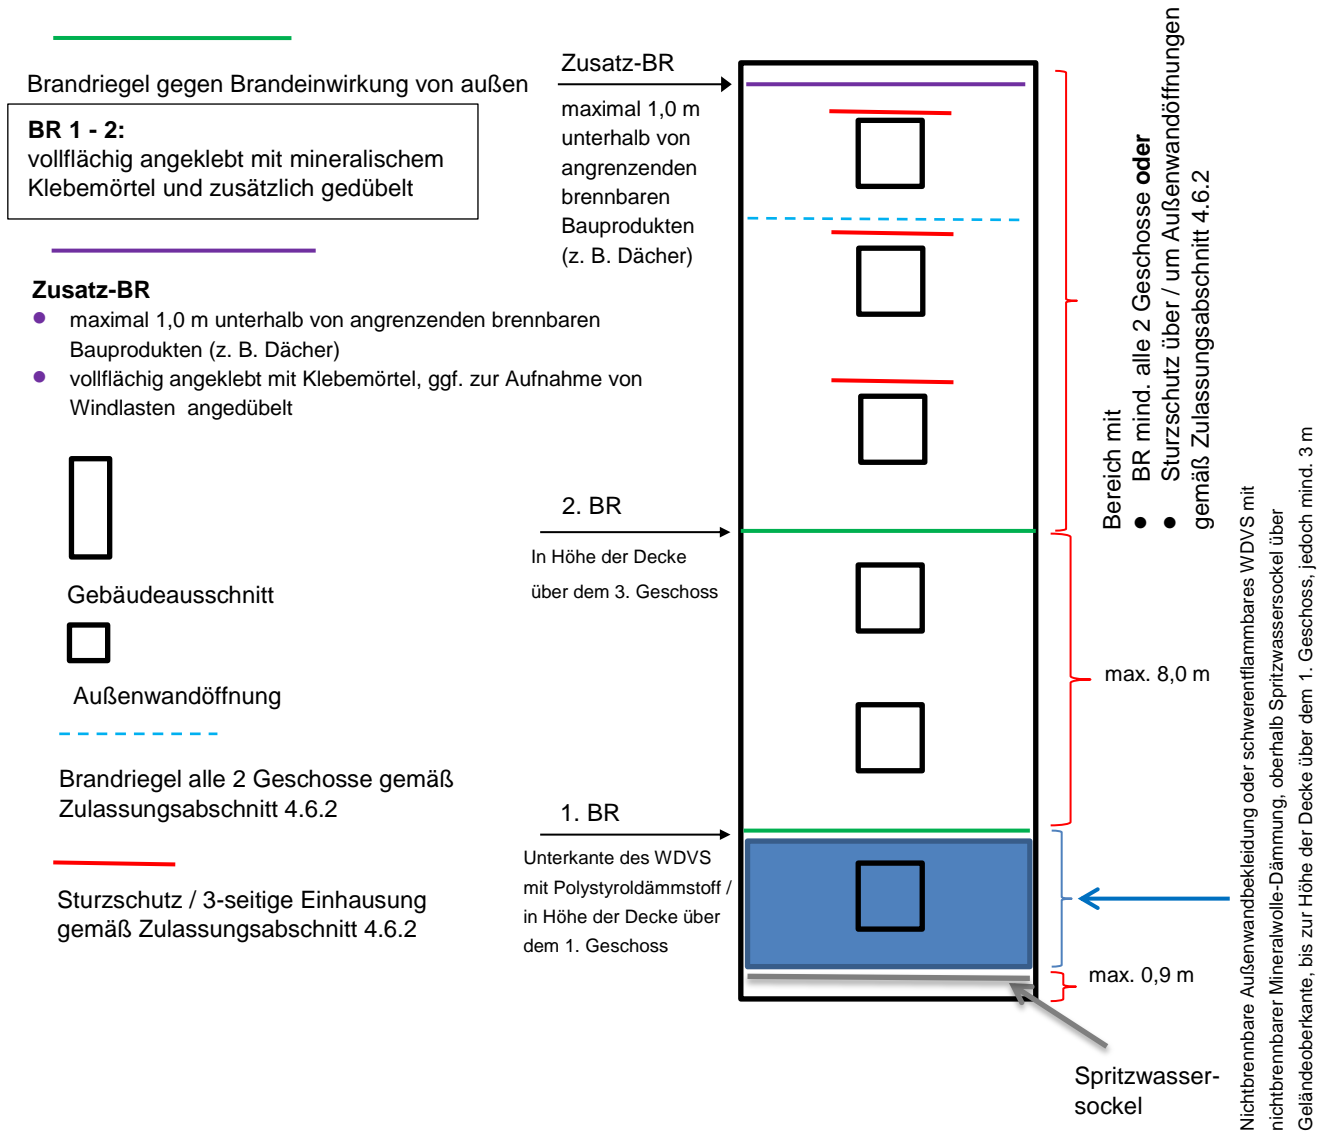 Brandriegel gegen Brandeinwirkung von außen
BR 1 - 2:
vollflächig angeklebt mit mineralischem
Klebemörtel und zusätzlich gedübelt
Zusatz-BR
● maximal 1,0 m unterhalb von angrenzenden brennbaren
Bauprodukten (z. B. Dächer)
● vollflächig angeklebt mit Klebemörtel, ggf. zur Aufnahme von
Windlasten angedübelt
Gebäudeausschnitt
Außenwandöffnung
Brandriegel alle 2 Geschosse gemäß
Zulassungsabschnitt 4.6.2
Sturzschutz / 3-seitige Einhausung
gemäß Zulassungsabschnitt 4.6.2
Zusatz-BR
maximal 1,0 m
unterhalb von
angrenzenden
brennbaren
Bauprodukten
(z. B. Dächer)
2. BR
In Höhe der Decke
über dem 3. Geschoss
1. BR
Unterkante des WDVS
mit Polystyroldämmstoff /
in Höhe der Decke über
dem 1. Geschoss
Bereich mit
● BR mind. alle 2 Geschosse oder
● Sturzschutz über / um Außenwandöffnungen
gemäß Zulassungsabschnitt 4.6.2
max. 8,0 m
max. 0,9 m
Spritzwasser-
sockel
Nichtbrennbare Außenwandbekleidung oder schwerentflammbares WDVS mit
nichtbrennbarer Mineralwolle-Dämmung, oberhalb Spritzwassersockel über
Geländeoberkante, bis zur Höhe der Decke über dem 1. Geschoss, jedoch mind. 3 m